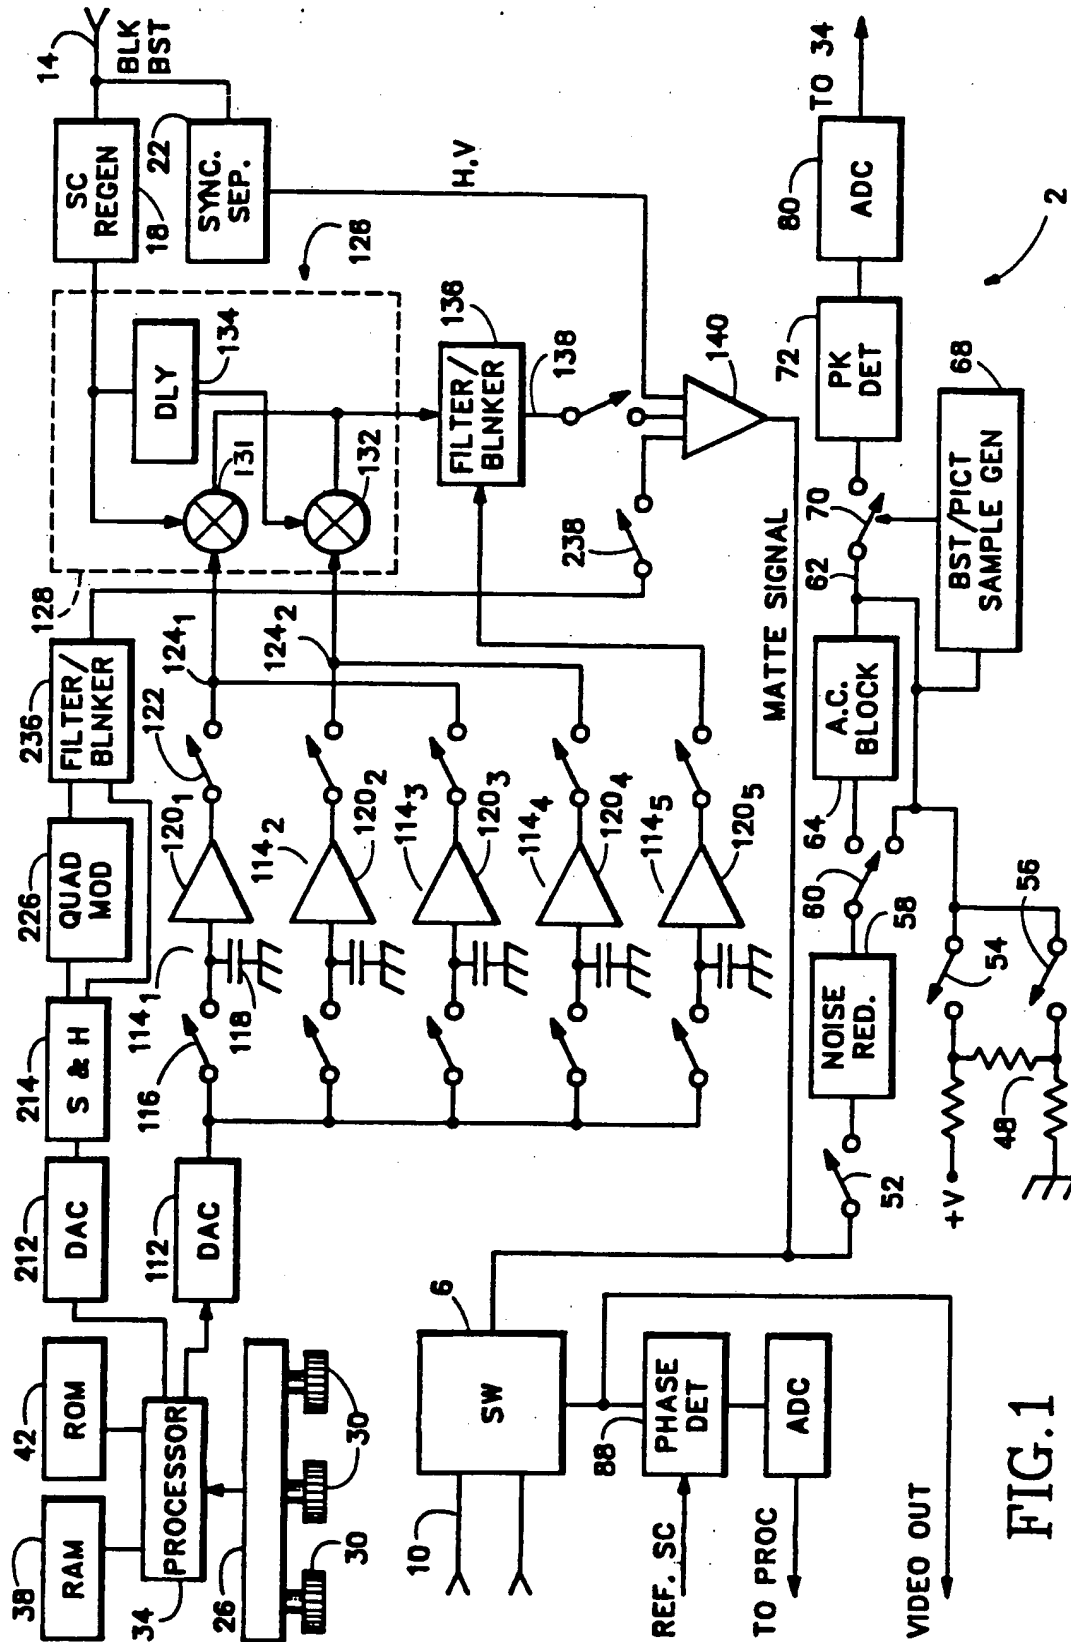 38
RAM
42
ROM
34
PROCESSOR
26
30
30
30
212
DAC
112
DAC
214
S & H
226
QUAD
MOD
236
FILTER/
BLNKER
116
114₁
118
120₁
122
124₁
114₂
120₂
124₂
114₃
120₃
114₄
120₄
114₅
120₅
128
126
DLY
134
131
132
SC
REGEN
18
14
BLK
BST
22
SYNC.
SEP.
H,V
136
FILTER/
BLNKER
138
238
140
MATTE SIGNAL
10
6
SW
88
PHASE
DET
REF. SC
ADC
TO PROC
VIDEO OUT
52
NOISE
RED.
58
60
64
A.C.
BLOCK
62
70
72
PK
DET
80
ADC
TO 34
68
BST/PICT
SAMPLE GEN
54
56
48
+V
2
FIG.1